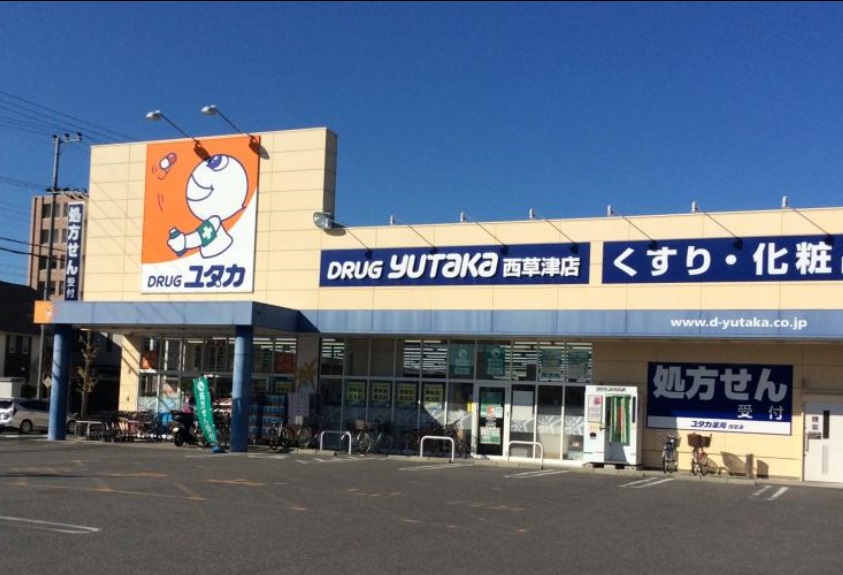 処方せん受付
DRUG ユタカ
DRUG YUTAKA 西草津店
くすり・化粧
www.d-yutaka.co.jp
処方せん
受付
ユタカ薬局 西草津